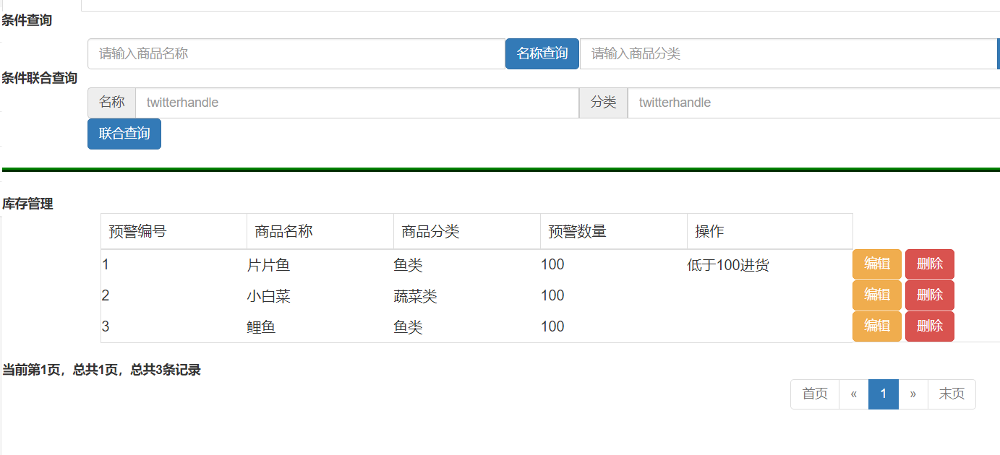 条件查询
请输入商品名称 名称查询 请输入商品分类
条件联合查询
名称 twitterhandle 分类 twitterhandle
联合查询
库存管理
预警编号 商品名称 商品分类 预警数量 操作
1 片片鱼 鱼类 100 低于100进货 编辑 删除
2 小白菜 蔬菜类 100 编辑 删除
3 鲤鱼 鱼类 100 编辑 删除
当前第1页，总共1页，总共3条记录
首页 « 1 » 末页